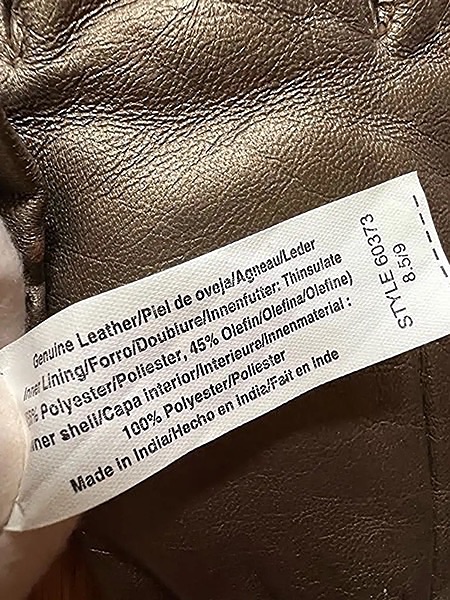 Genuine Leather/Piel de oveja/Agneau/Leder
Lining/Forro/Doublure/Innenfutter: Thinsulate
Polyester/Poliester, 45% Olefin/Olefina/Olefine)
shell/Capa interior/Interieure/Innenmaterial :
100% Polyester/Poliester
Made in India/Hecho en india/Fait en Inde
STYLE 60373
8.5/9